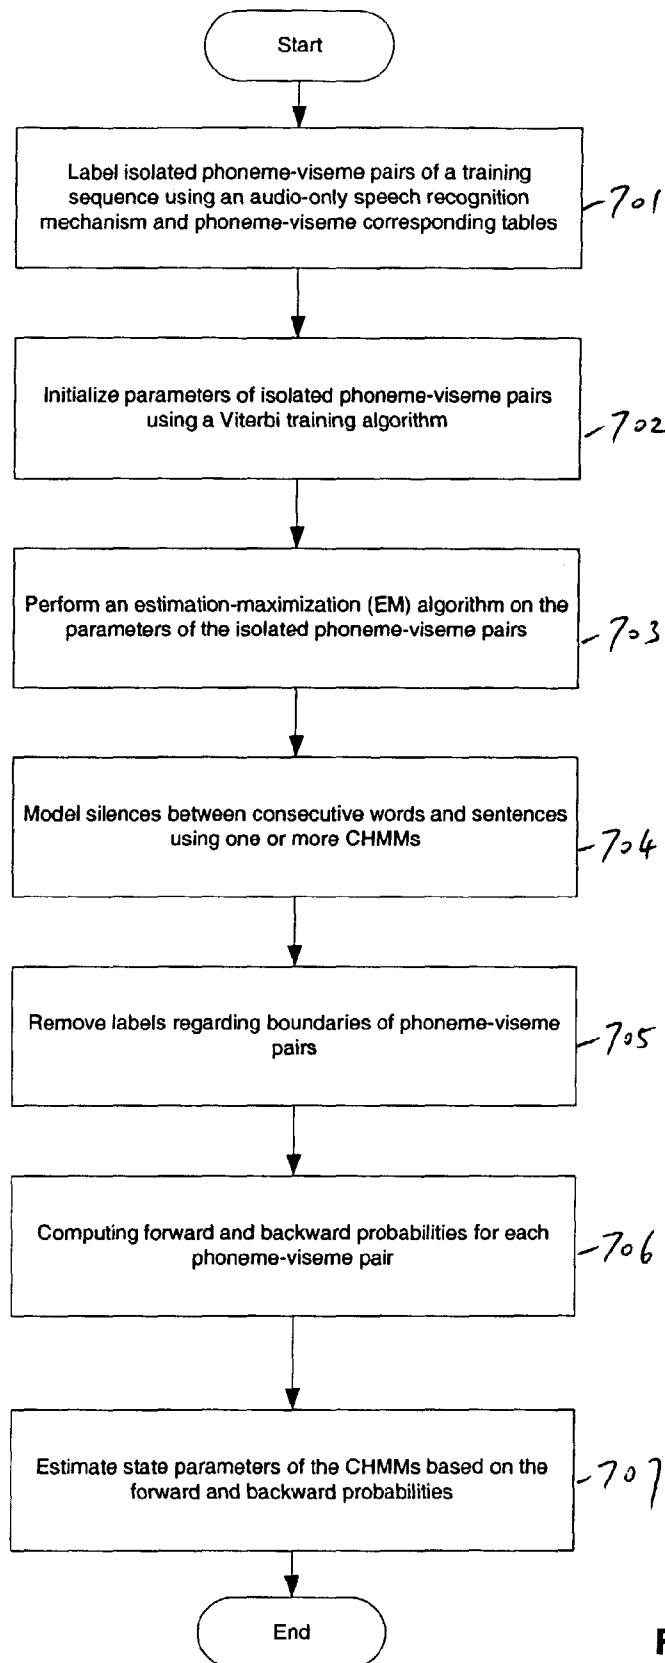 Start
Label isolated phoneme-viseme pairs of a training
sequence using an audio-only speech recognition
mechanism and phoneme-viseme corresponding tables
701
Initialize parameters of isolated phoneme-viseme pairs
using a Viterbi training algorithm
702
Perform an estimation-maximization (EM) algorithm on the
parameters of the isolated phoneme-viseme pairs
703
Model silences between consecutive words and sentences
using one or more CHMMs
704
Remove labels regarding boundaries of phoneme-viseme
pairs
705
Computing forward and backward probabilities for each
phoneme-viseme pair
706
Estimate state parameters of the CHMMs based on the
forward and backward probabilities
707
End